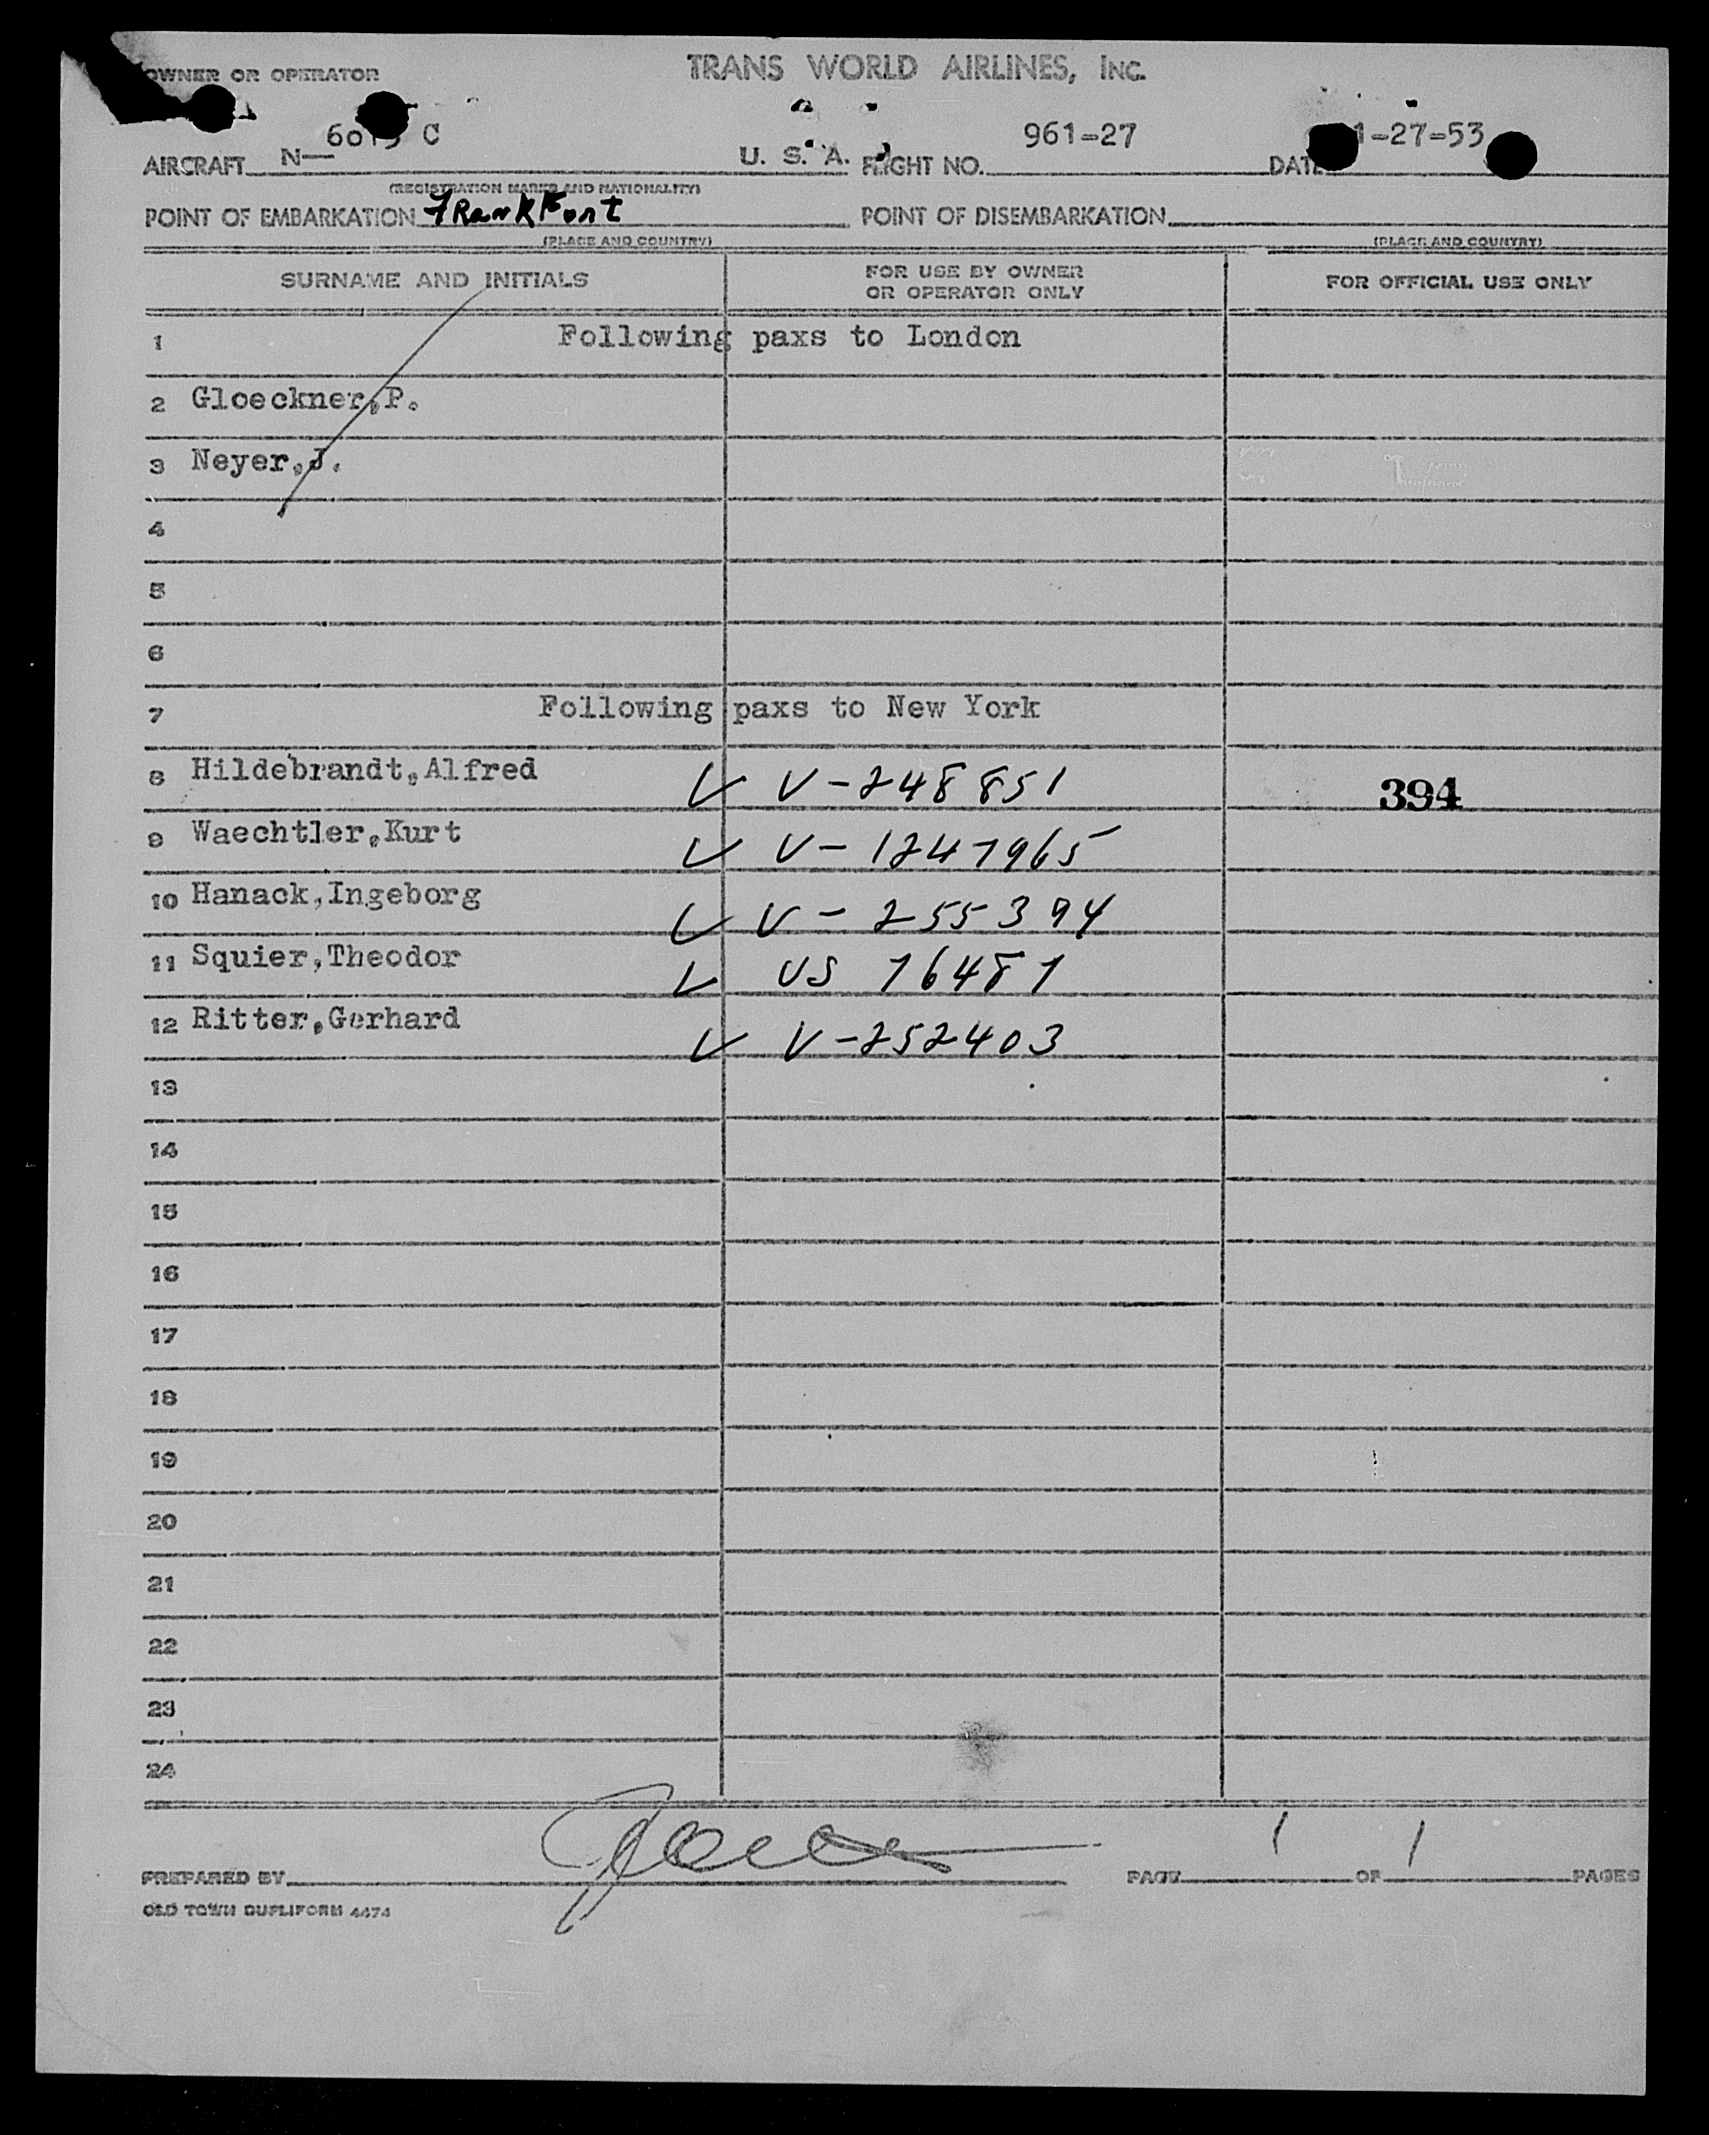 OWNER OR OPERATOR TRANS WORLD AIRLINES, INC.
AIRCRAFT N— C U. S. A. FLIGHT NO. 961-27 DATE 1-27-53
(REGISTRATION MARKS AND NATIONALITY)
POINT OF EMBARKATION FRankFurt POINT OF DISEMBARKATION
(PLACE AND COUNTRY) (PLACE AND COUNTRY)
SURNAME AND INITIALS FOR USE BY OWNER OR OPERATOR ONLY FOR OFFICIAL USE ONLY
1 Following paxs to London
2 Gloeckner,P.
3 Neyer,J.
4
5
6
7 Following paxs to New York
8 Hildebrandt,Alfred V-248851 394
9 Waechtler,Kurt V-1247965
10 Hanack,Ingeborg V-255394
11 Squier,Theodor US 76487
12 Ritter,Gerhard V-252403
13
14
15
16
17
18
19
20
21
22
23
24
PREPARED BY PAGE 1 OF 1 PAGES
OLD TOWN DUPLIFORM 4474